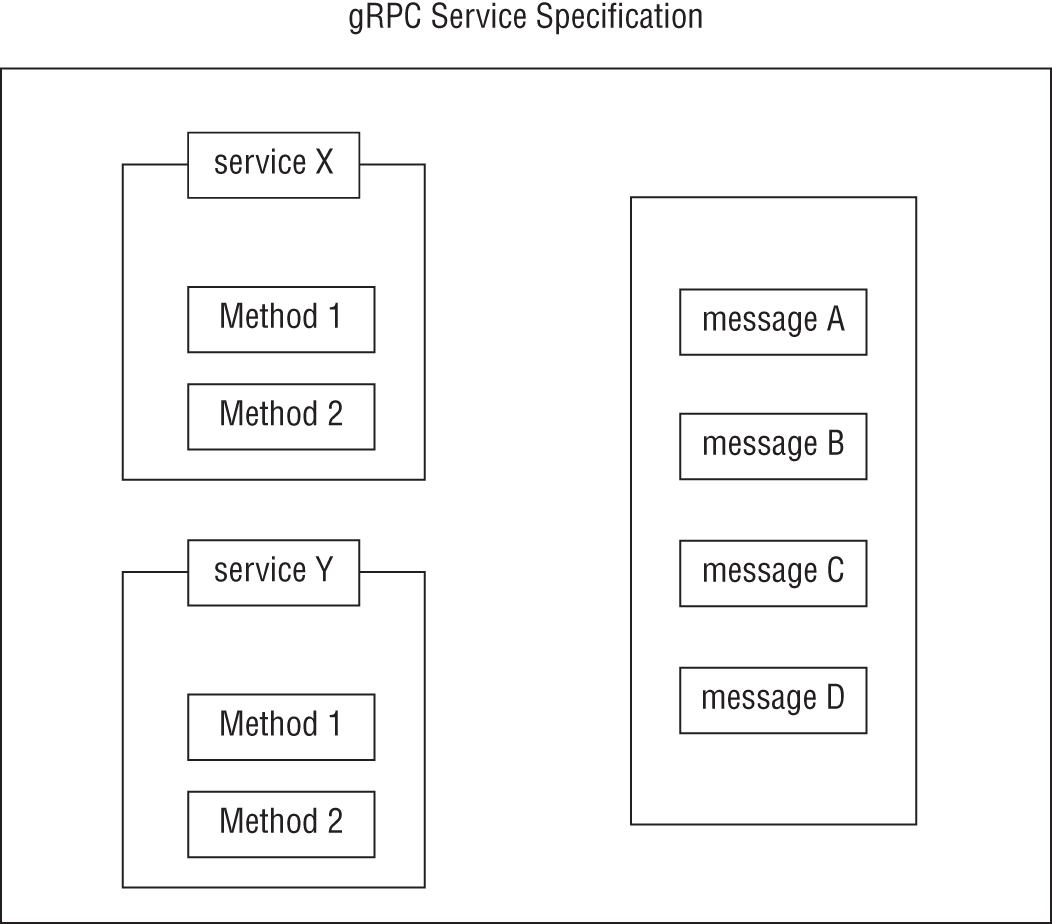 gRPC Service Specification
service X
Method 1
Method 2
service Y
Method 1
Method 2
message A
message B
message C
message D